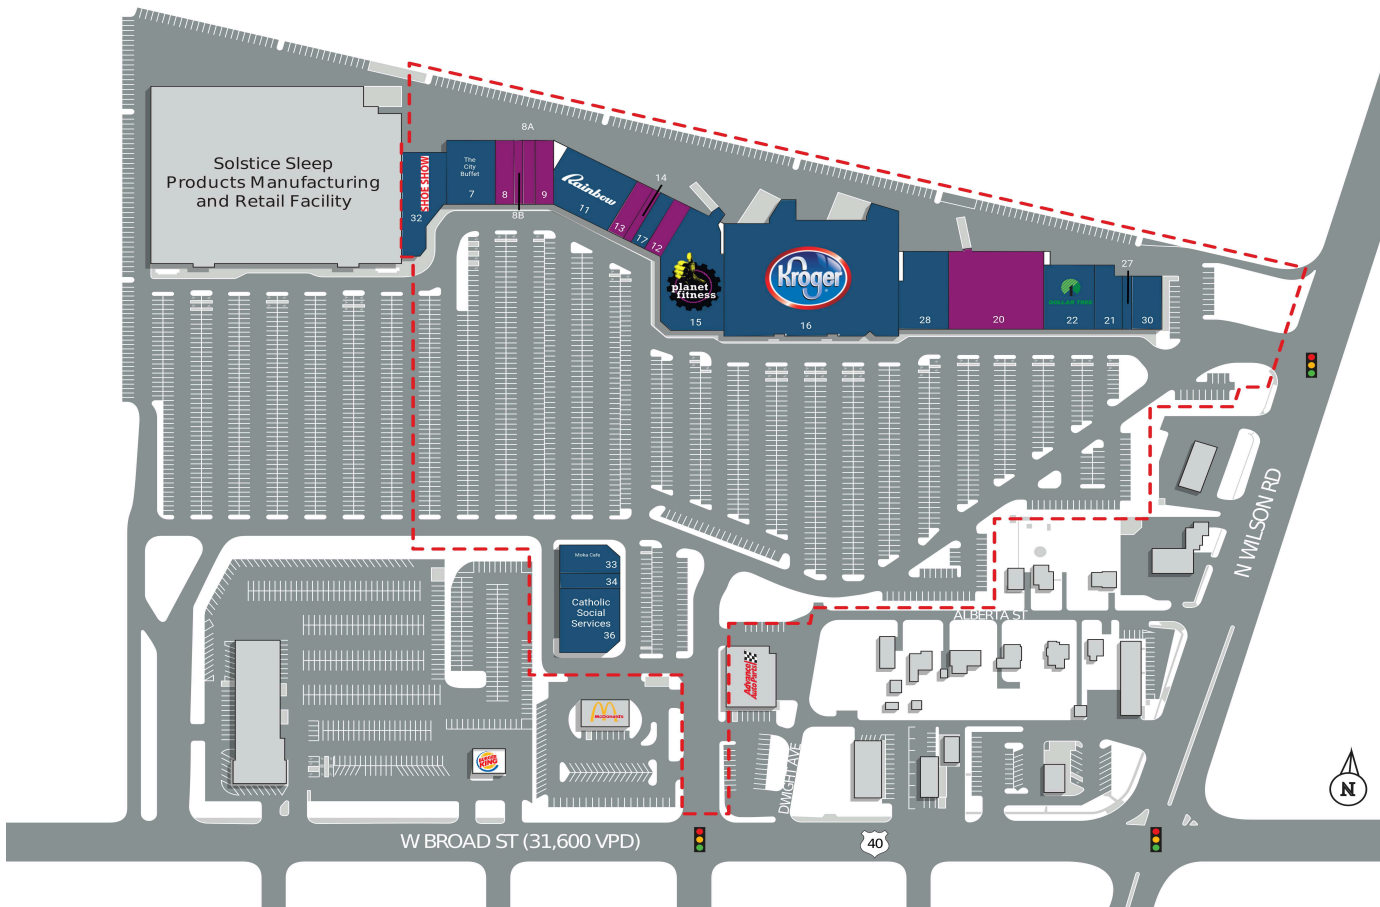 8A
Solstice Sleep
Products Manufacturing
and Retail Facility
SHOE SHOW
32
The
City
Buffet
7
8
8B
9
Rainbow
11
14
13
17
12
planet
fitness
15
Kroger
16
28
20
DOLLAR TREE
22
27
21
30
Moka Cafe
33
34
Catholic
Social
Services
36
N WILSON RD
ALBERTA ST
Advance
Auto Parts
McDonald's
BURGER
KING
DWIGHT AVE
W BROAD ST (31,600 VPD)
40
N